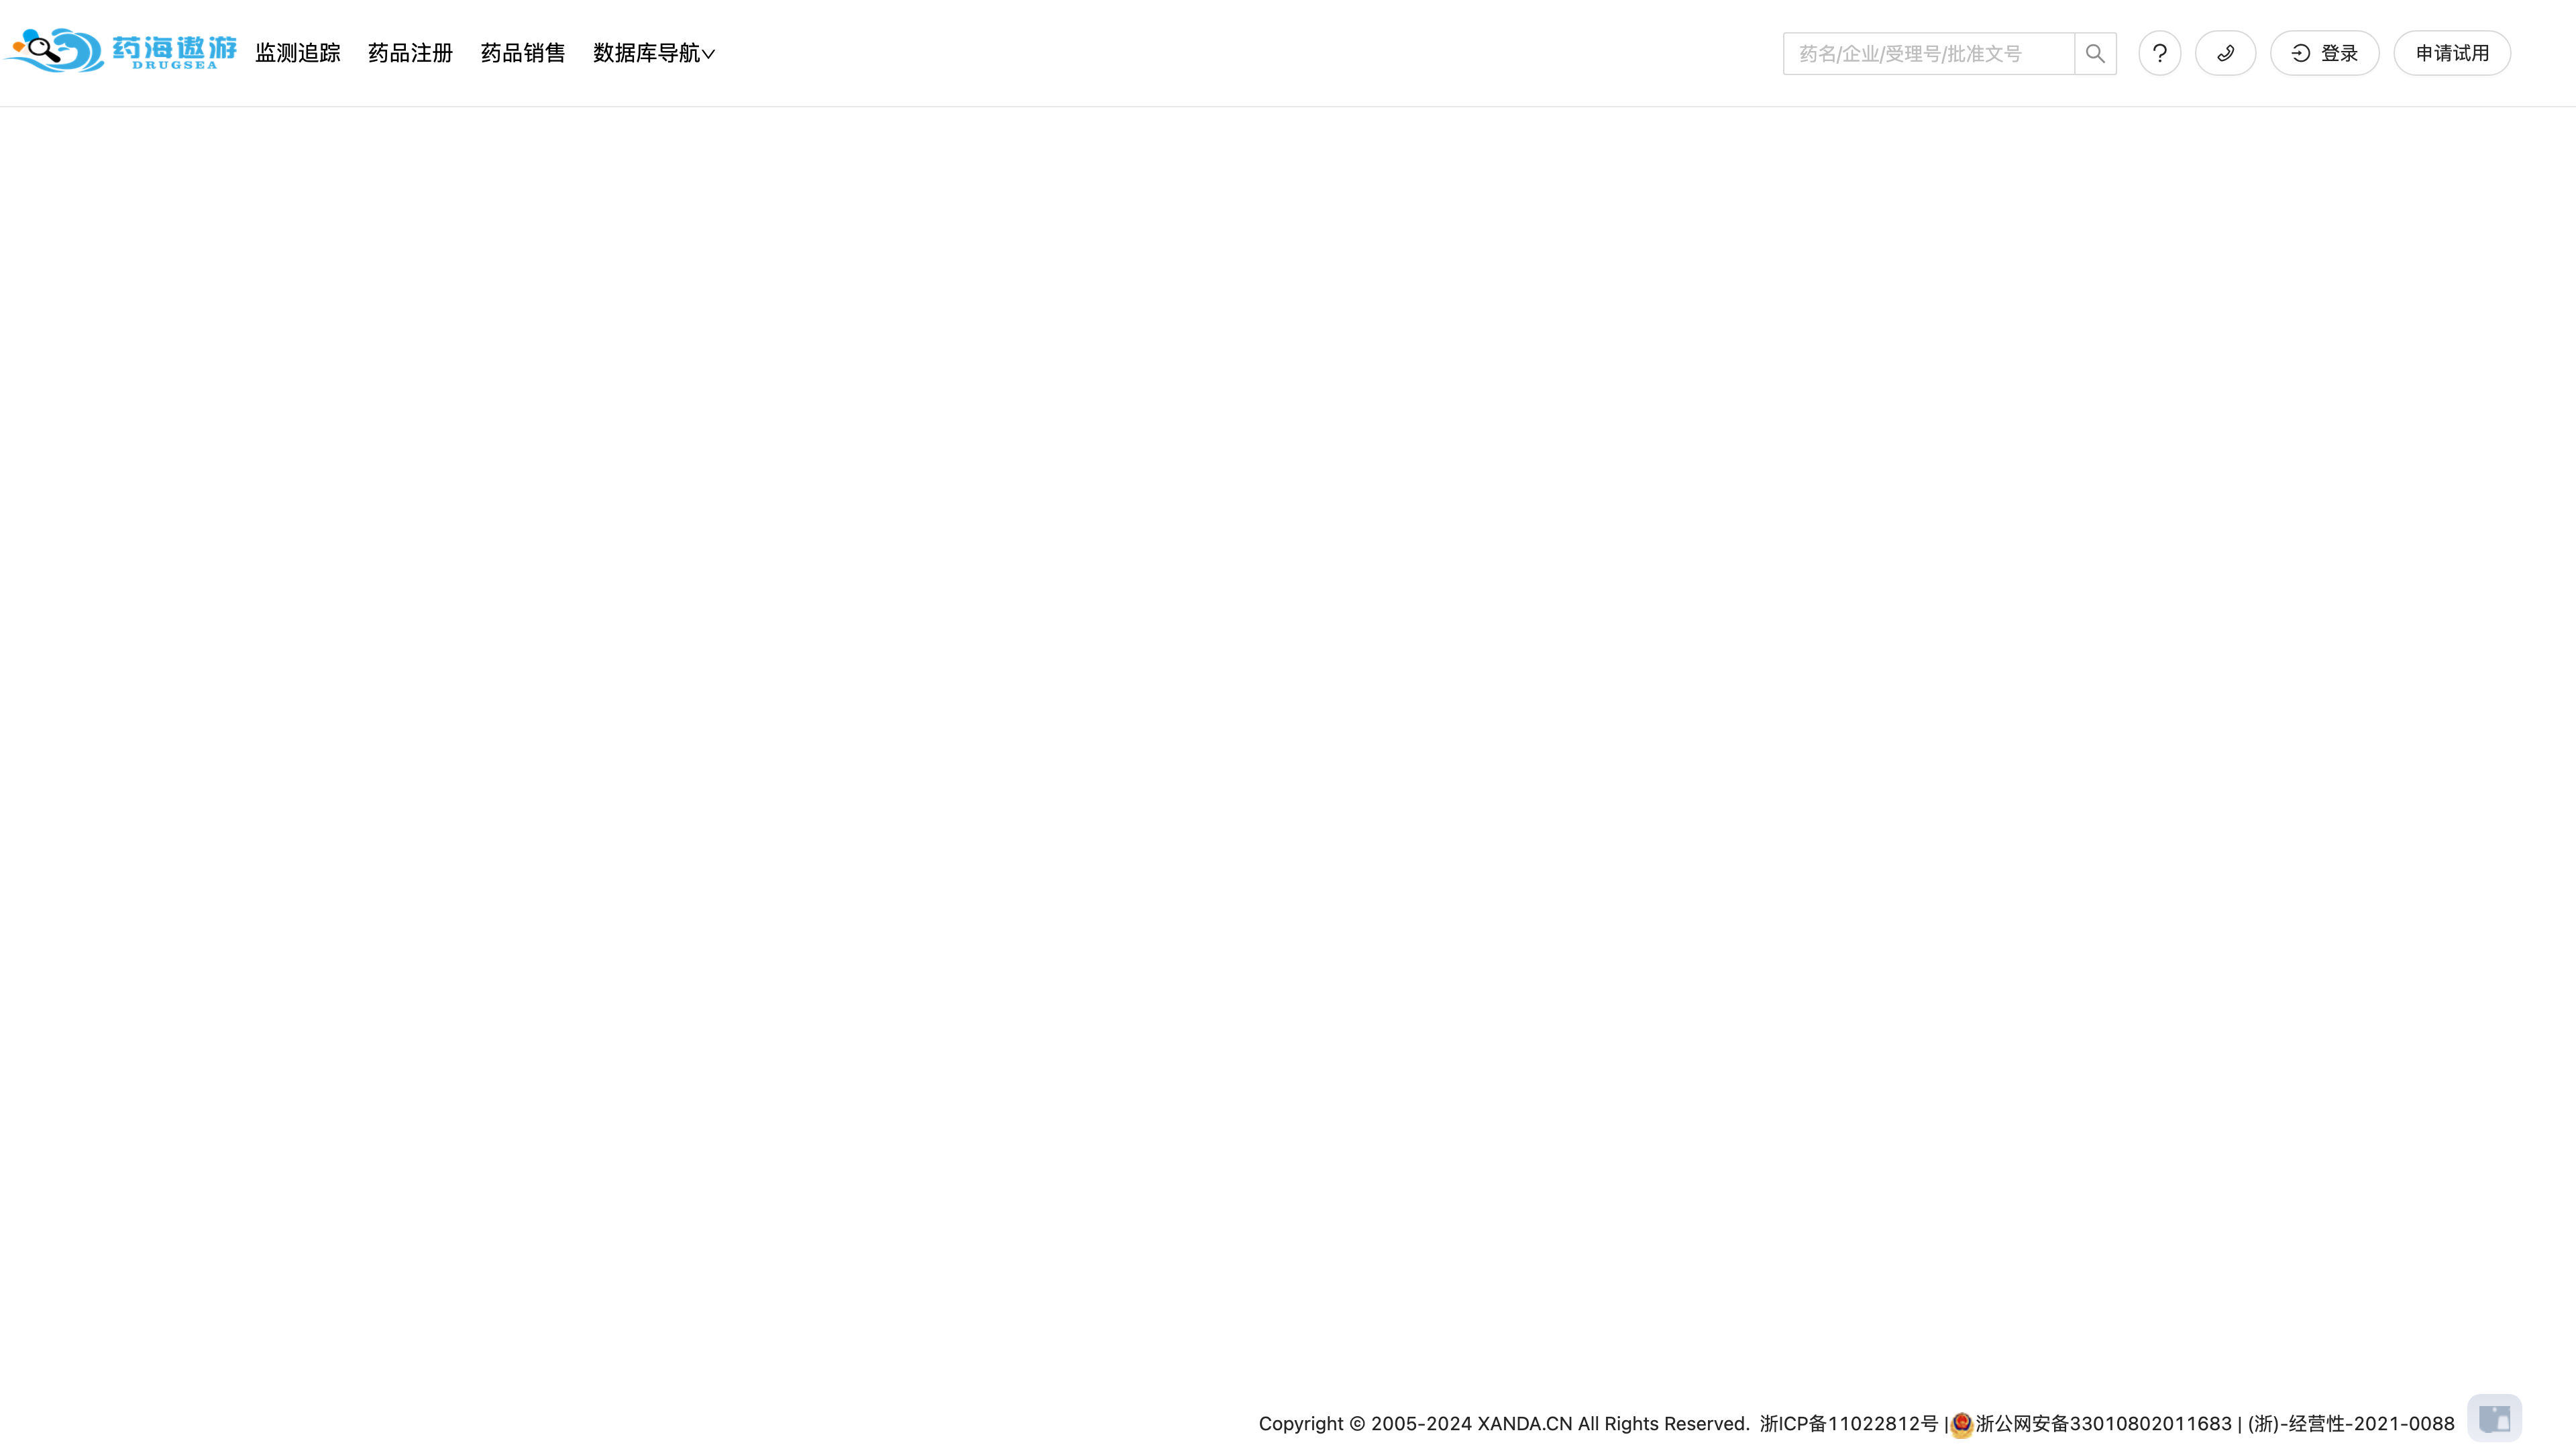 药海遨游
DRUGSEA
监测追踪 药品注册 药品销售 数据库导航
药名/企业/受理号/批准文号
登录
申请试用
Copyright © 2005-2024 XANDA.CN All Rights Reserved. 浙ICP备11022812号 | 浙公网安备33010802011683 | (浙)-经营性-2021-0088